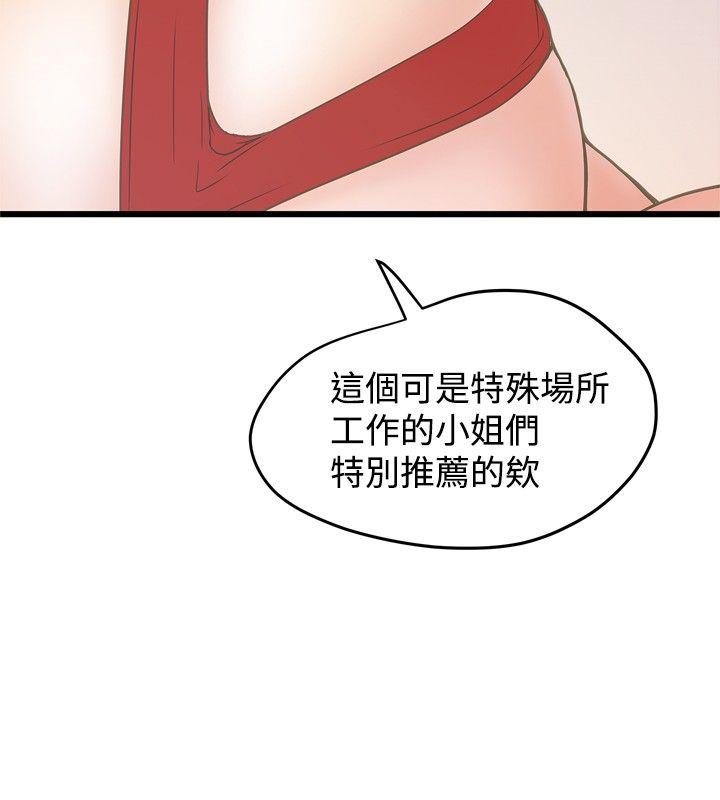 這個可是特殊場所
工作的小姐們
特別推薦的欸